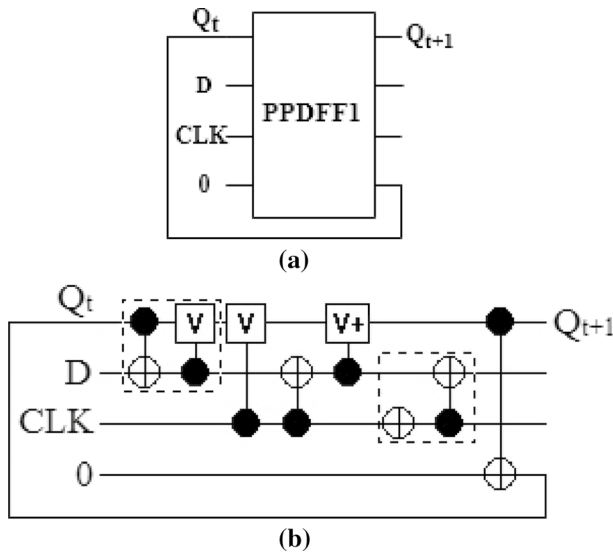 Qt Qt+1
D
PPDFF1
CLK
0
(a)
Qt V V V+ Qt+1
D
CLK
0
(b)